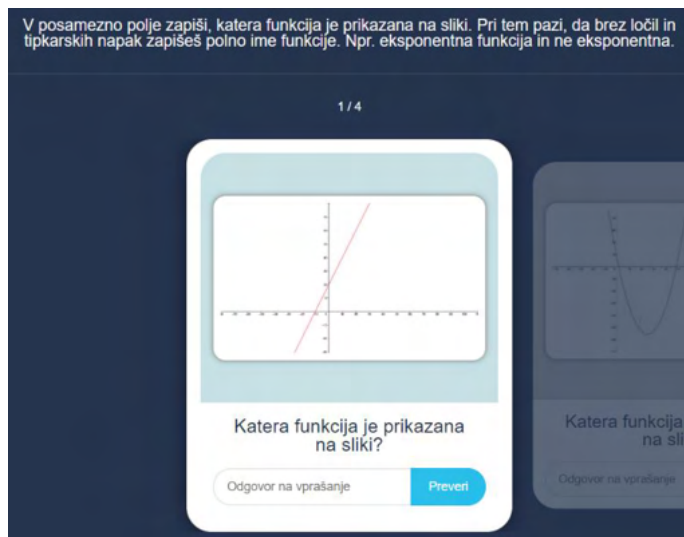 V posamezno polje zapiši, katera funkcija je prikazana na sliki. Pri tem pazi, da brez ločil in
tipkarskih napak zapišeš polno ime funkcije. Npr. eksponentna funkcija in ne eksponentna.
1 / 4
Katera funkcija je prikazana
na sliki?
Odgovor na vprašanje
Preveri
Katera funkcija
na sli
Odgovor na vprašanje